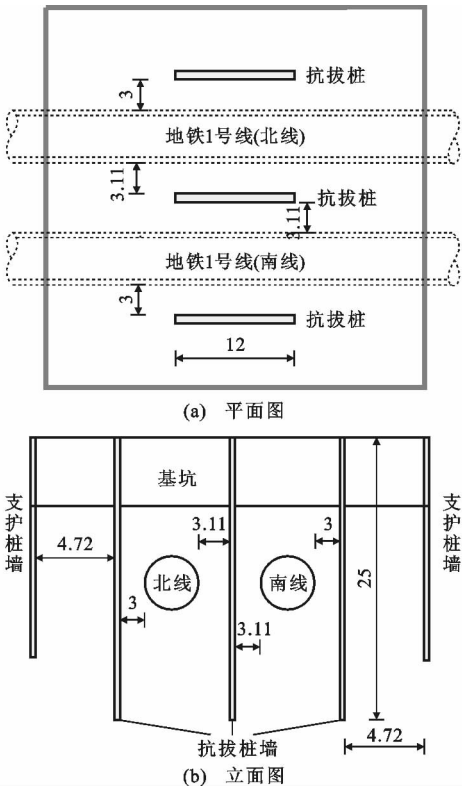 抗拔桩
3
地铁1号线(北线)
3.11
抗拔桩
3.11
地铁1号线(南线)
3
抗拔桩
12
(a) 平面图
支护桩墙
基坑
支护桩墙
3.11
3
4.72
北线
南线
25
3
3.11
抗拔桩墙
4.72
(b) 立面图